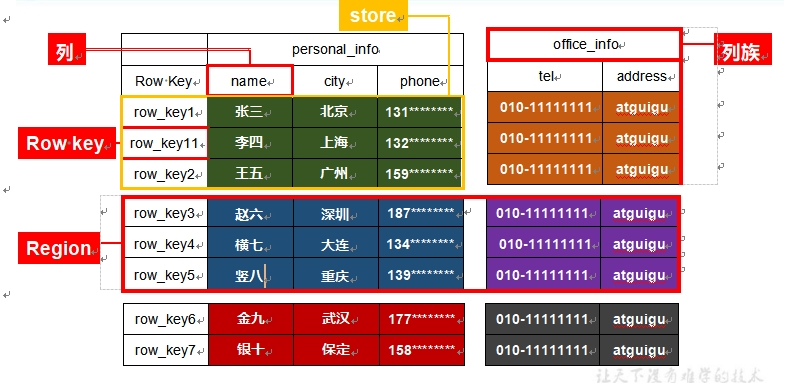 store
列 personal_info office_info 列族
Row Key name city phone tel address
row_key1 张三 北京 131******** 010-11111111 atguigu
Row key row_key11 李四 上海 132******** 010-11111111 atguigu
row_key2 王五 广州 159******** 010-11111111 atguigu
row_key3 赵六 深圳 187******** 010-11111111 atguigu
Region row_key4 横七 大连 134******** 010-11111111 atguigu
row_key5 竖八 重庆 139******** 010-11111111 atguigu
row_key6 金九 武汉 177******** 010-11111111 atguigu
row_key7 银十 保定 158******** 010-11111111 atguigu
让天下没有难学的技术